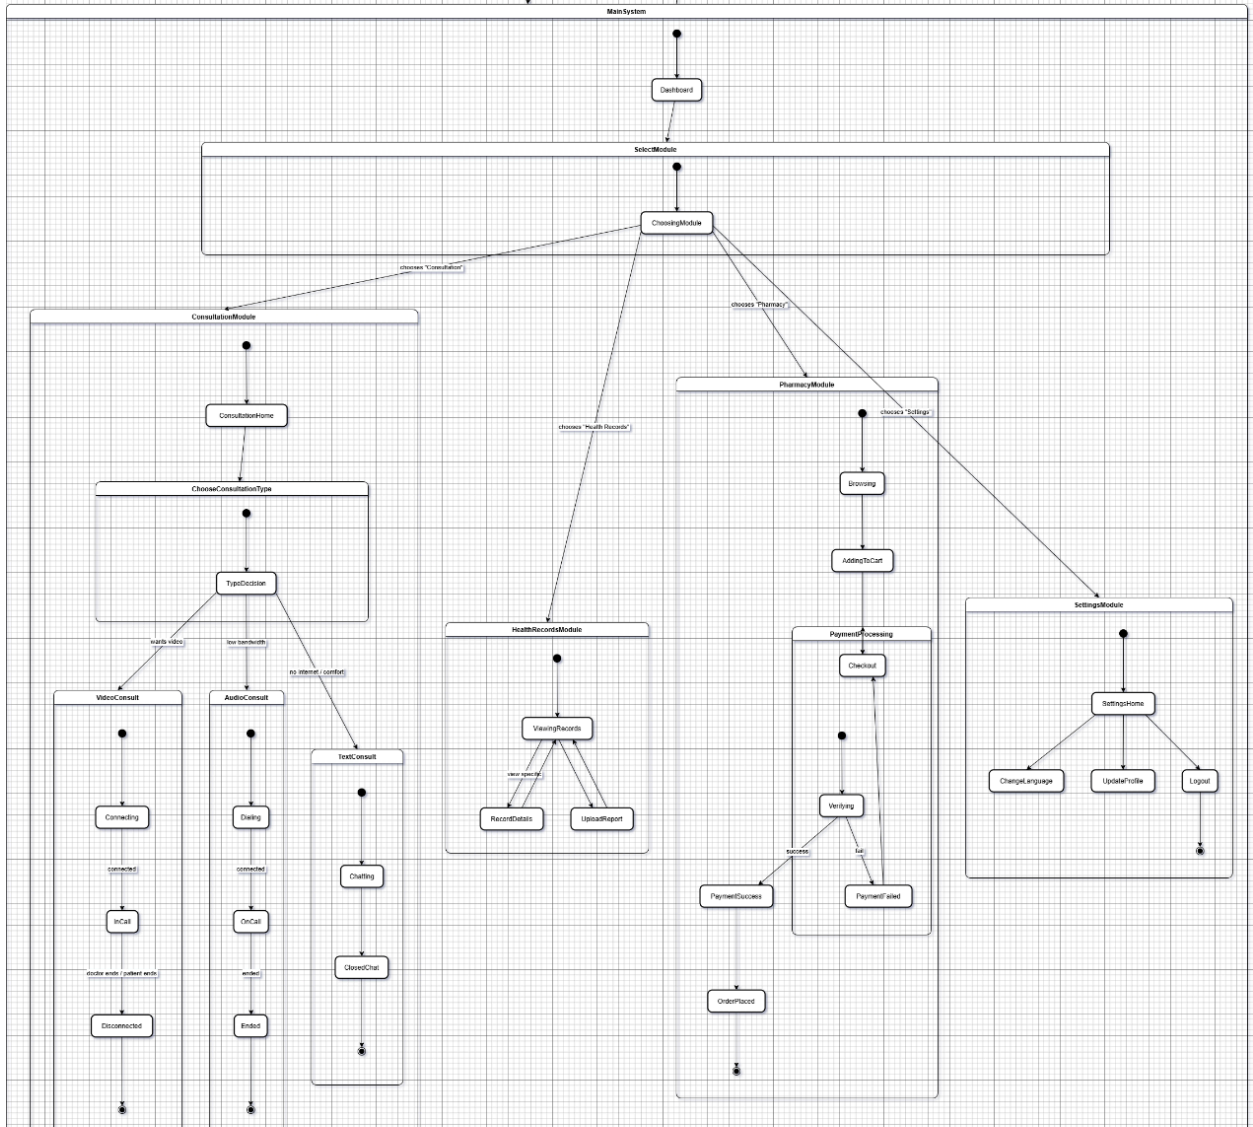 MainSystem
Dashboard
SelectModule
ChoosingModule
chooses "Consultation"
ConsultationModule
ConsultationHome
ChooseConsultationType
TypeDecision
wants video
low bandwidth
no internet / comfort
VideoConsult
Connecting
connected
InCall
doctor ends / patient ends
Disconnected
AudioConsult
Dialing
connected
OnCall
ended
Ended
TextConsult
Chatting
ClosedChat
chooses "Health Records"
HealthRecordsModule
ViewingRecords
view specific
RecordDetails
UploadReport
chooses "Pharmacy"
PharmacyModule
Browsing
AddingToCart
PaymentProcessing
Checkout
Verifying
success
fail
PaymentSuccess
PaymentFailed
OrderPlaced
chooses "Settings"
SettingsModule
SettingsHome
ChangeLanguage
UpdateProfile
Logout